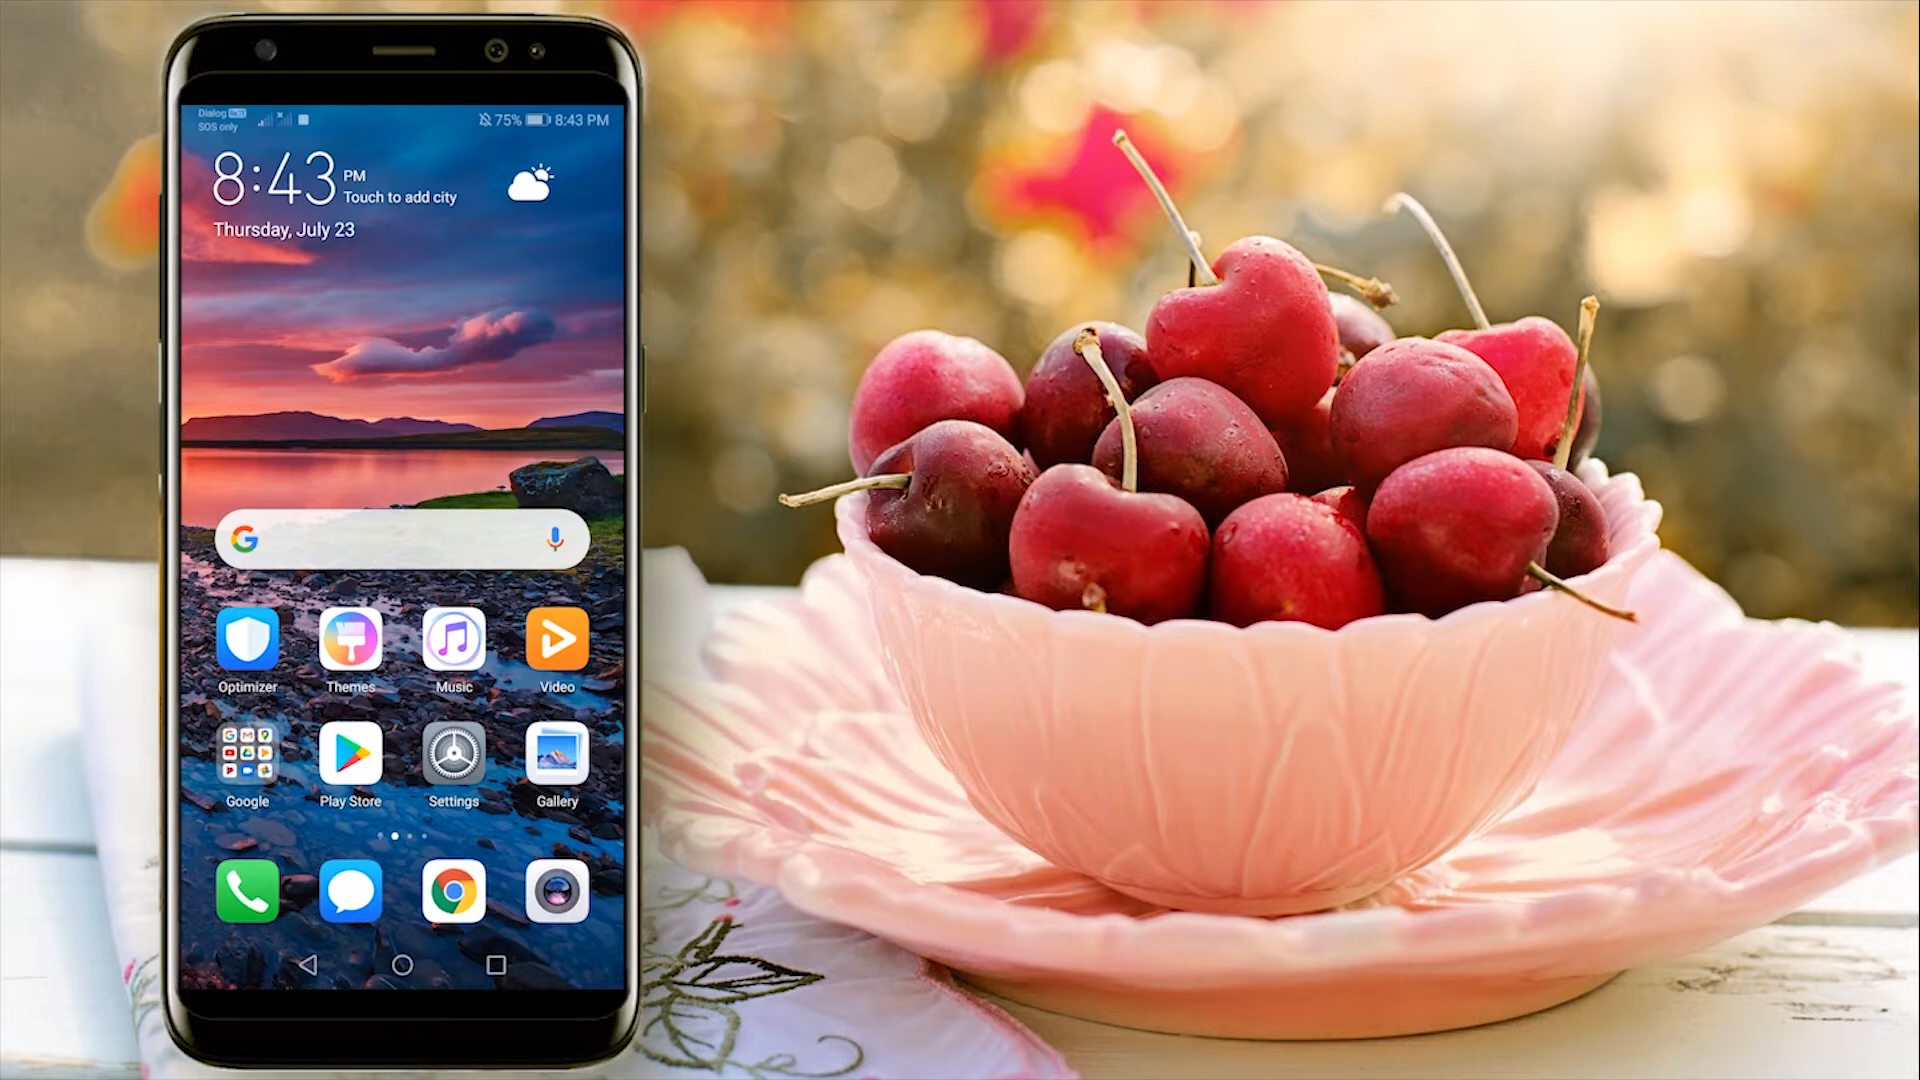 Dialog
SOS only
75% 8:43 PM
8:43 PM
Touch to add city
Thursday, July 23
Optimizer Themes Music Video
Google Play Store Settings Gallery